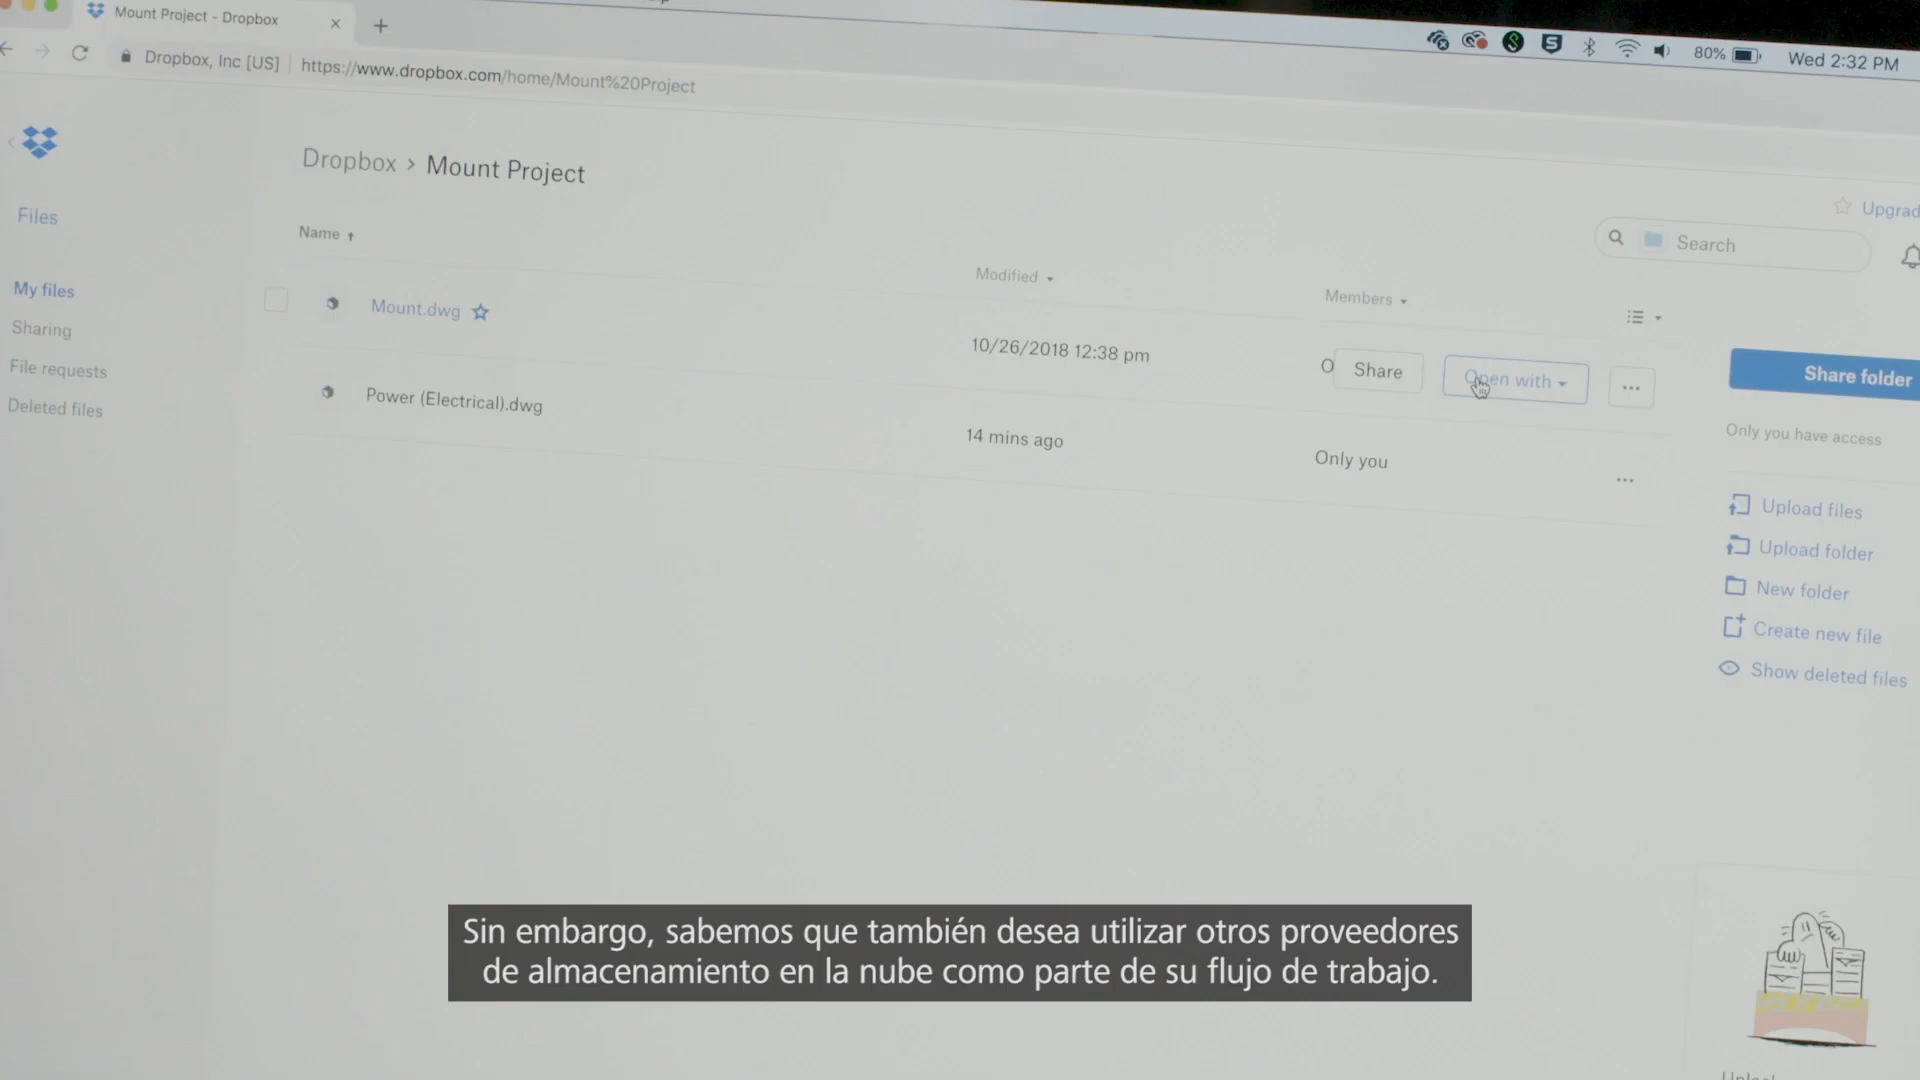 Mount Project - Dropbox
80% Wed 2:32 PM
Dropbox, Inc [US] https://www.dropbox.com/home/Mount%20Project
Dropbox › Mount Project
Search
Files
Name
Modified
Members
My files
Sharing
File requests
Deleted files
Mount.dwg
10/26/2018 12:38 pm
Share
Open with
...
Power (Electrical).dwg
14 mins ago
Only you
...
Share folder
Only you have access
Upload files
Upload folder
New folder
Create new file
Show deleted files
Sin embargo, sabemos que también desea utilizar otros proveedores
de almacenamiento en la nube como parte de su flujo de trabajo.